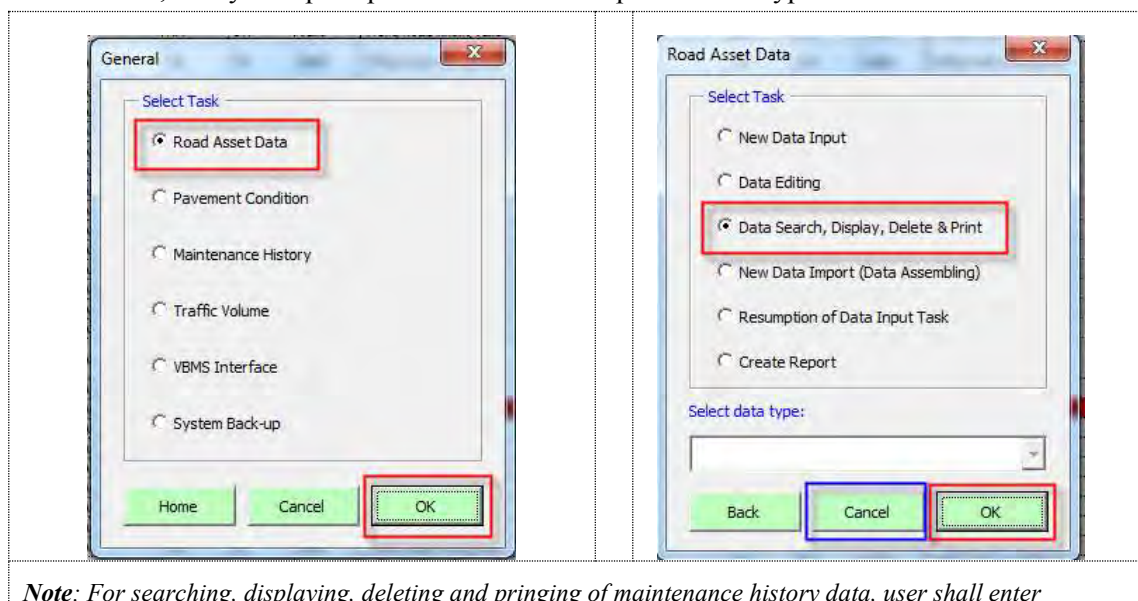 General
Select Task
Road Asset Data
Pavement Condition
Maintenance History
Traffic Volume
VBMS Interface
System Back-up
Home Cancel OK
Road Asset Data
Select Task
New Data Input
Data Editing
Data Search, Display, Delete & Print
New Data Import (Data Assembling)
Resumption of Data Input Task
Create Report
Select data type:
Back Cancel OK
Note: For searching, displaying, deleting and pringing of maintenance history data, user shall enter